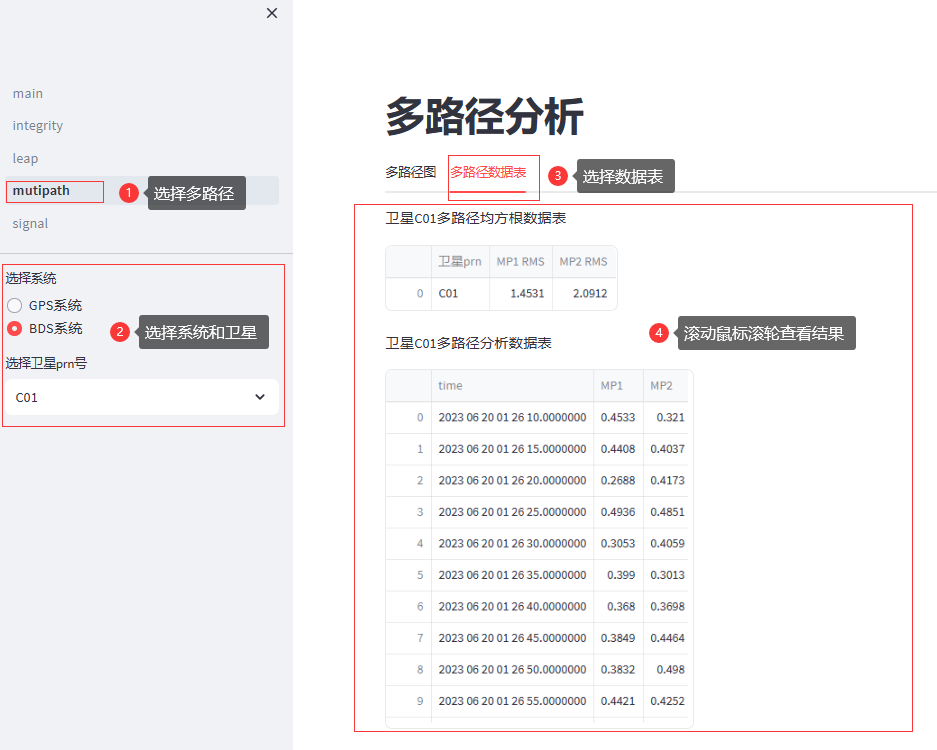 main
integrity
leap
mutipath
1 选择多路径
signal
选择系统
GPS系统
BDS系统
2 选择系统和卫星
选择卫星prn号
C01
多路径分析
多路径图 多路径数据表
3 选择数据表
卫星C01多路径均方根数据表
卫星prn MP1 RMS MP2 RMS
0 C01 1.4531 2.0912
卫星C01多路径分析数据表
4 滚动鼠标滚轮查看结果
time MP1 MP2
0 2023 06 20 01 26 10.0000000 0.4533 0.321
1 2023 06 20 01 26 15.0000000 0.4408 0.4037
2 2023 06 20 01 26 20.0000000 0.2688 0.4173
3 2023 06 20 01 26 25.0000000 0.4936 0.4851
4 2023 06 20 01 26 30.0000000 0.3053 0.4059
5 2023 06 20 01 26 35.0000000 0.399 0.3013
6 2023 06 20 01 26 40.0000000 0.368 0.3698
7 2023 06 20 01 26 45.0000000 0.3849 0.4464
8 2023 06 20 01 26 50.0000000 0.3832 0.498
9 2023 06 20 01 26 55.0000000 0.4421 0.4252